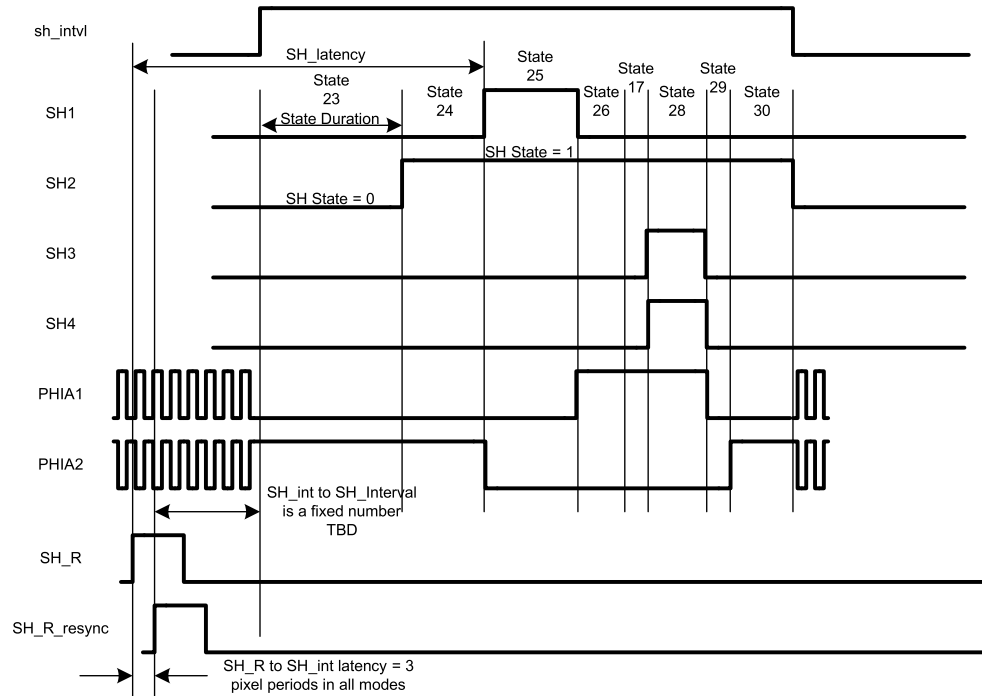 sh_intvl
SH_latency
State
23
State
24
State
25
State
26
State
17
State
28
State
29
State
30
SH1
State Duration
SH State = 1
SH2
SH State = 0
SH3
SH4
PHIA1
PHIA2
SH_int to SH_Interval
is a fixed number
TBD
SH_R
SH_R_resync
SH_R to SH_int latency = 3
pixel periods in all modes